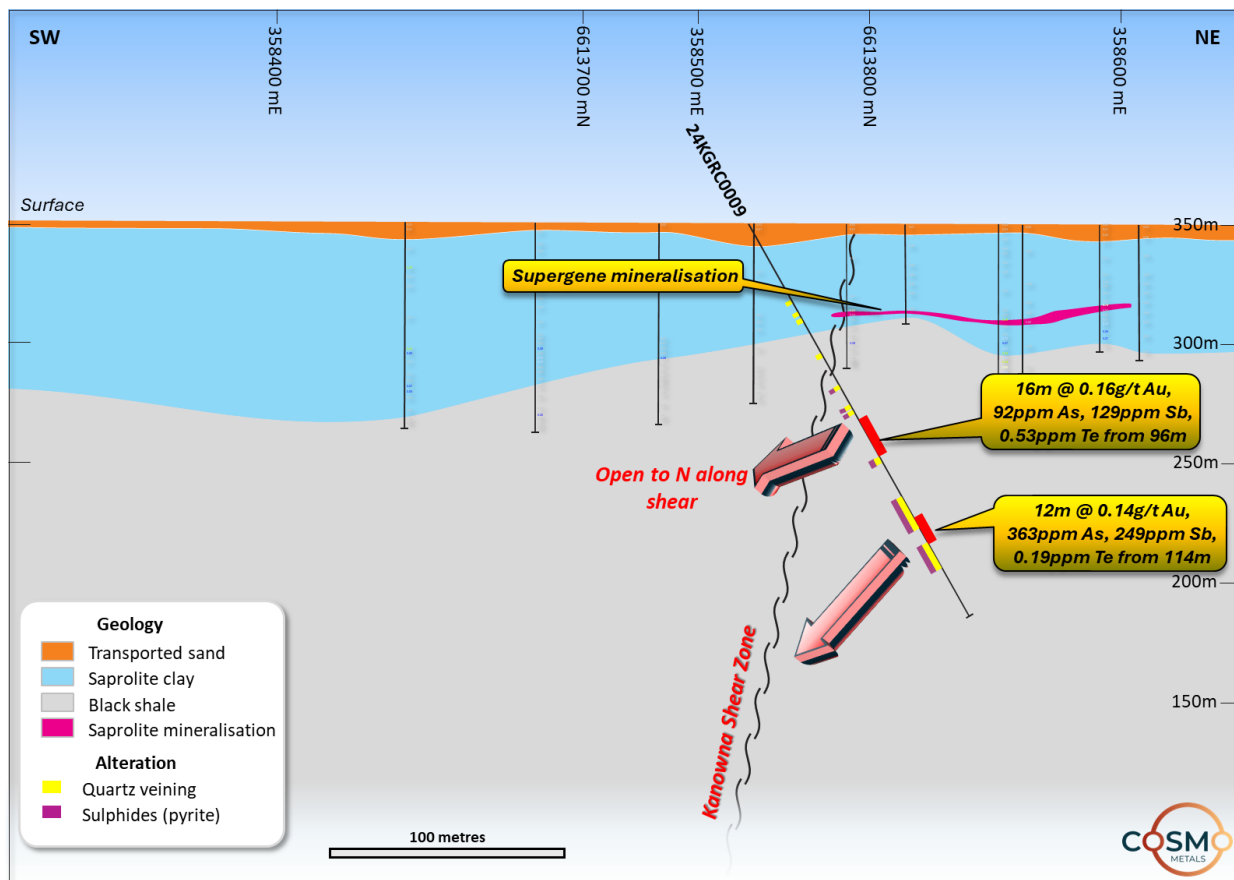 SW
NE
358400 mE
6613700 mN
358500 mE
6613800 mN
358600 mE
24KGRC0009
Surface
350m
Supergene mineralisation
300m
16m @ 0.16g/t Au,
92ppm As, 129ppm Sb,
0.53ppm Te from 96m
Open to N along
shear
250m
12m @ 0.14g/t Au,
363ppm As, 249ppm Sb,
0.19ppm Te from 114m
200m
Kanowna Shear Zone
150m
Geology
Transported sand
Saprolite clay
Black shale
Saprolite mineralisation
Alteration
Quartz veining
Sulphides (pyrite)
100 metres
COSMO
METALS